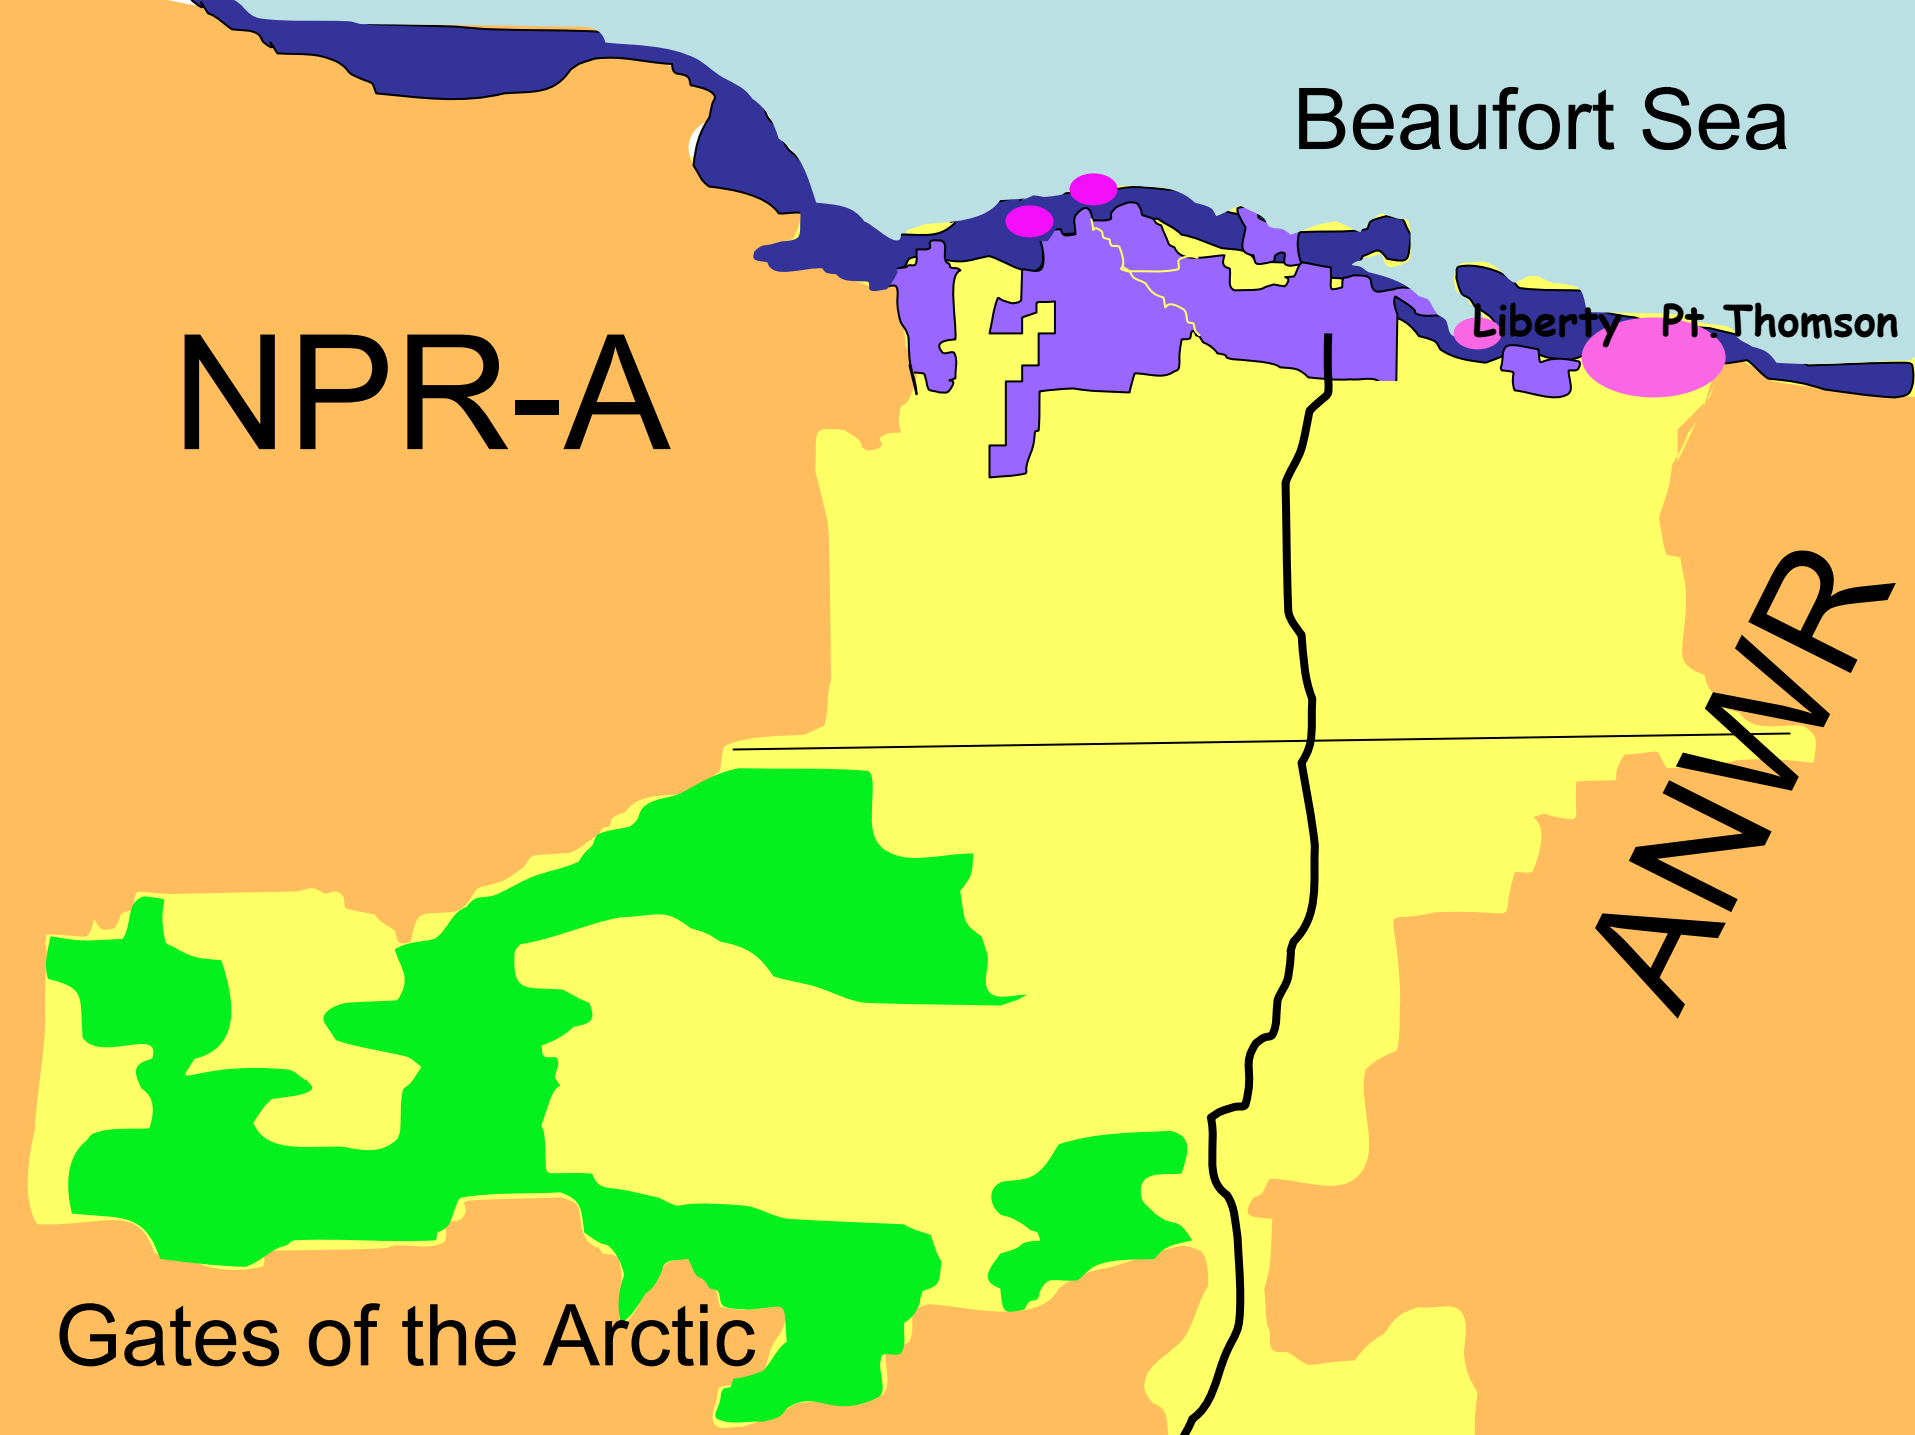 Beaufort Sea
Liberty Pt.Thomson
NPR-A
ANWR
Gates of the Arctic